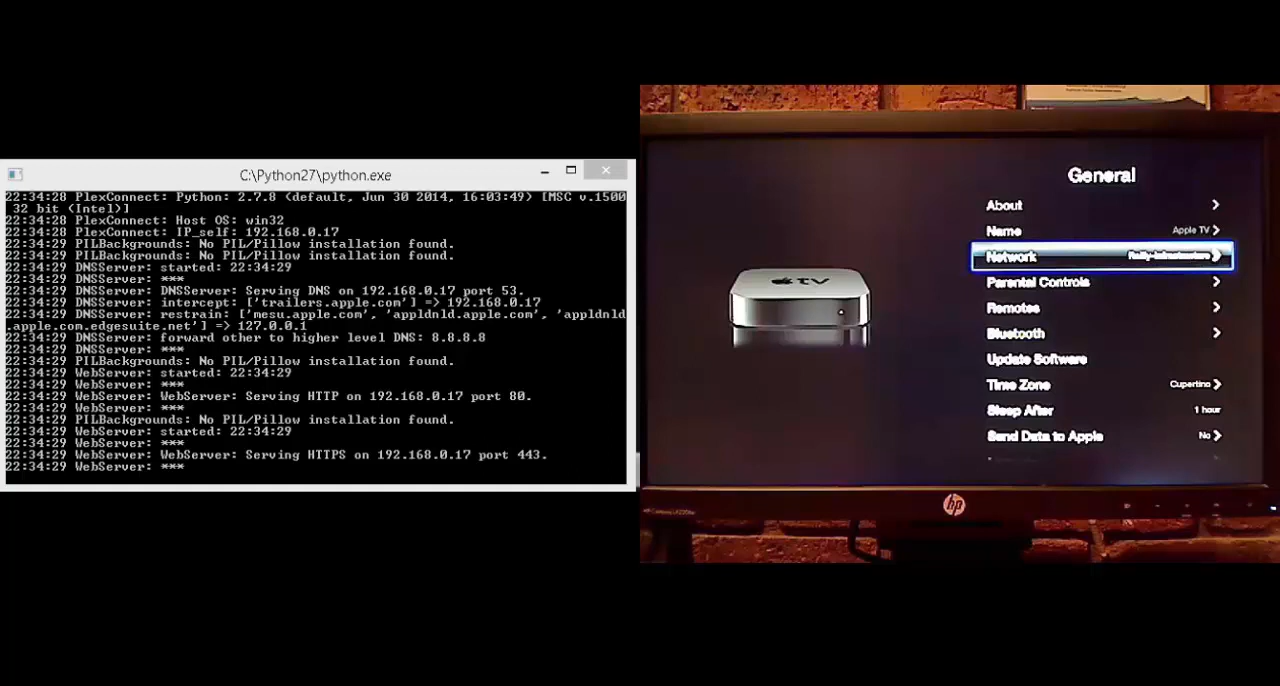 C:\Python27\python.exe
22:34:28 PlexConnect: Python: 2.7.8 (default, Jun 30 2014, 16:03:49) [MSC v.1500
 32 bit (Intel)]
22:34:28 PlexConnect: Host OS: win32
22:34:28 PlexConnect: IP_self: 192.168.0.17
22:34:29 PILBackgrounds: No PIL/Pillow installation found.
22:34:29 PILBackgrounds: No PIL/Pillow installation found.
22:34:29 DNSServer: started: 22:34:29
22:34:29 DNSServer: ***
22:34:29 DNSServer: DNSServer: Serving DNS on 192.168.0.17 port 53.
22:34:29 DNSServer: intercept: ['trailers.apple.com'] => 192.168.0.17
22:34:29 DNSServer: restrain: ['mesu.apple.com', 'appldnld.apple.com', 'appldnld
.apple.com.edgesuite.net'] => 127.0.0.1
22:34:29 DNSServer: forward other to higher level DNS: 8.8.8.8
22:34:29 DNSServer: ***
22:34:29 PILBackgrounds: No PIL/Pillow installation found.
22:34:29 WebServer: started: 22:34:29
22:34:29 WebServer: ***
22:34:29 WebServer: WebServer: Serving HTTP on 192.168.0.17 port 80.
22:34:29 WebServer: ***
22:34:29 PILBackgrounds: No PIL/Pillow installation found.
22:34:29 WebServer: started: 22:34:29
22:34:29 WebServer: ***
22:34:29 WebServer: WebServer: Serving HTTPS on 192.168.0.17 port 443.
22:34:29 WebServer: ***
General
About
Name Apple TV
Network
Parental Controls
Remotes
Bluetooth
Update Software
Time Zone Cupertino
Sleep After 1 hour
Send Data to Apple No
tv
hp